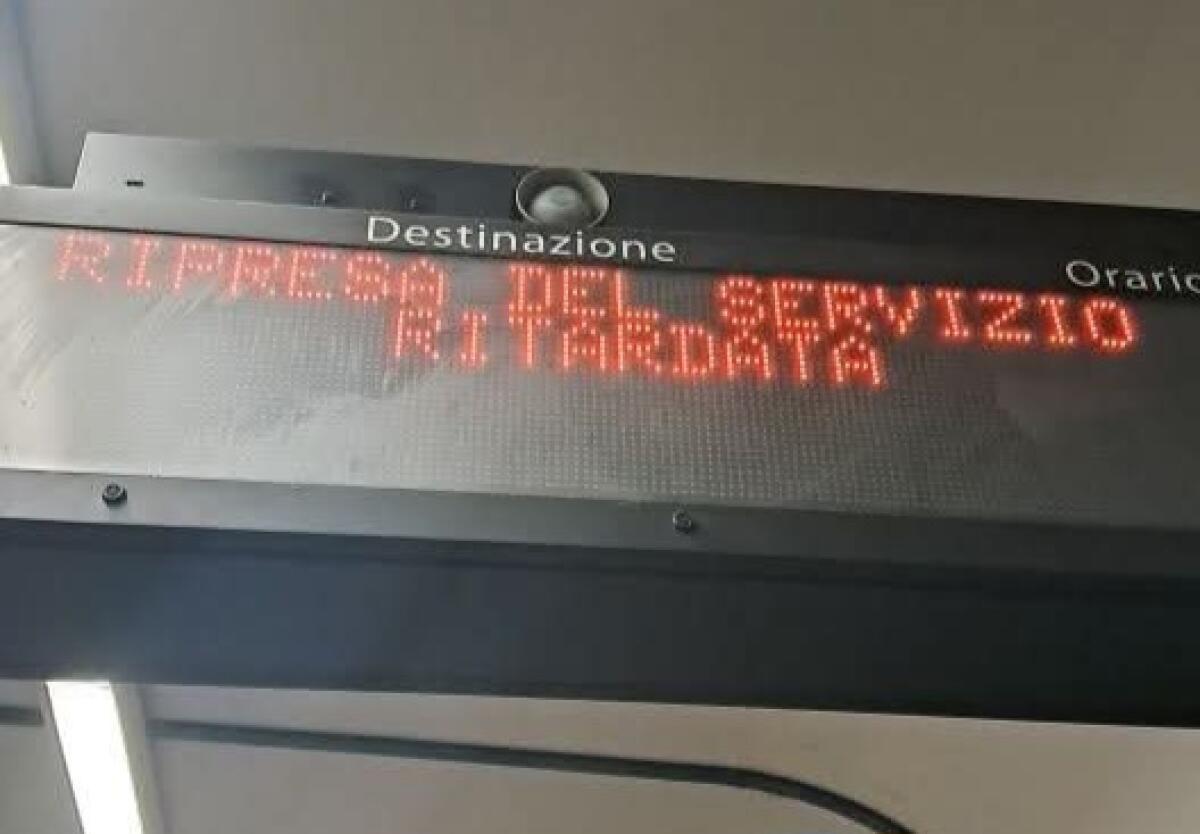 Destinazione Orario
RIPRESA DEL SERVIZIO
RITARDATA